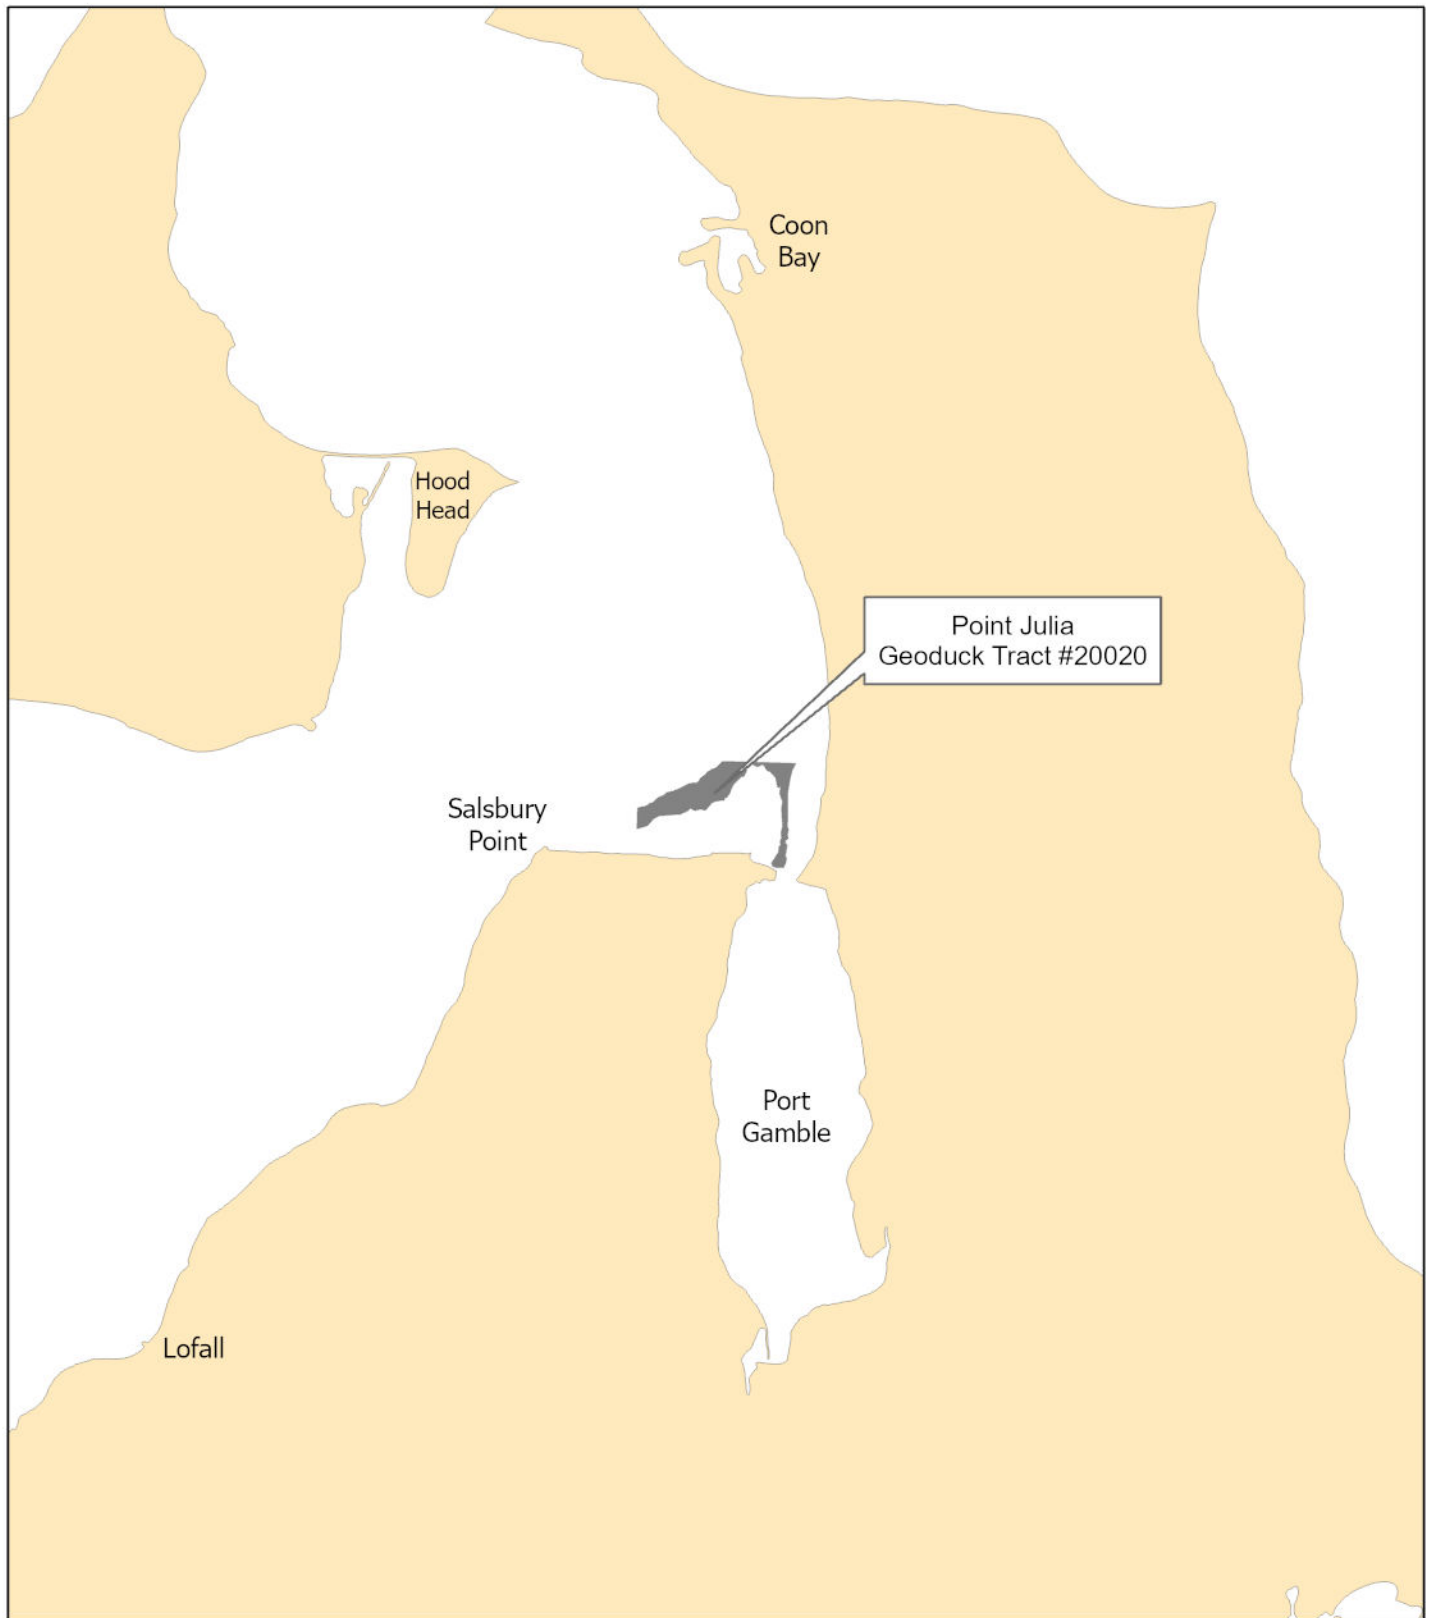 Coon
Bay
Hood
Head
Point Julia
Geoduck Tract #20020
Salsbury
Point
Port
Gamble
Lofall